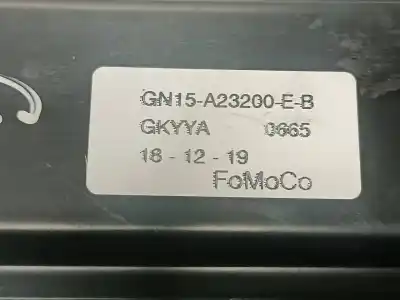 GN15-A23200-E-B
GKYYA 0665
18 - 12 - 19
FoMoCo